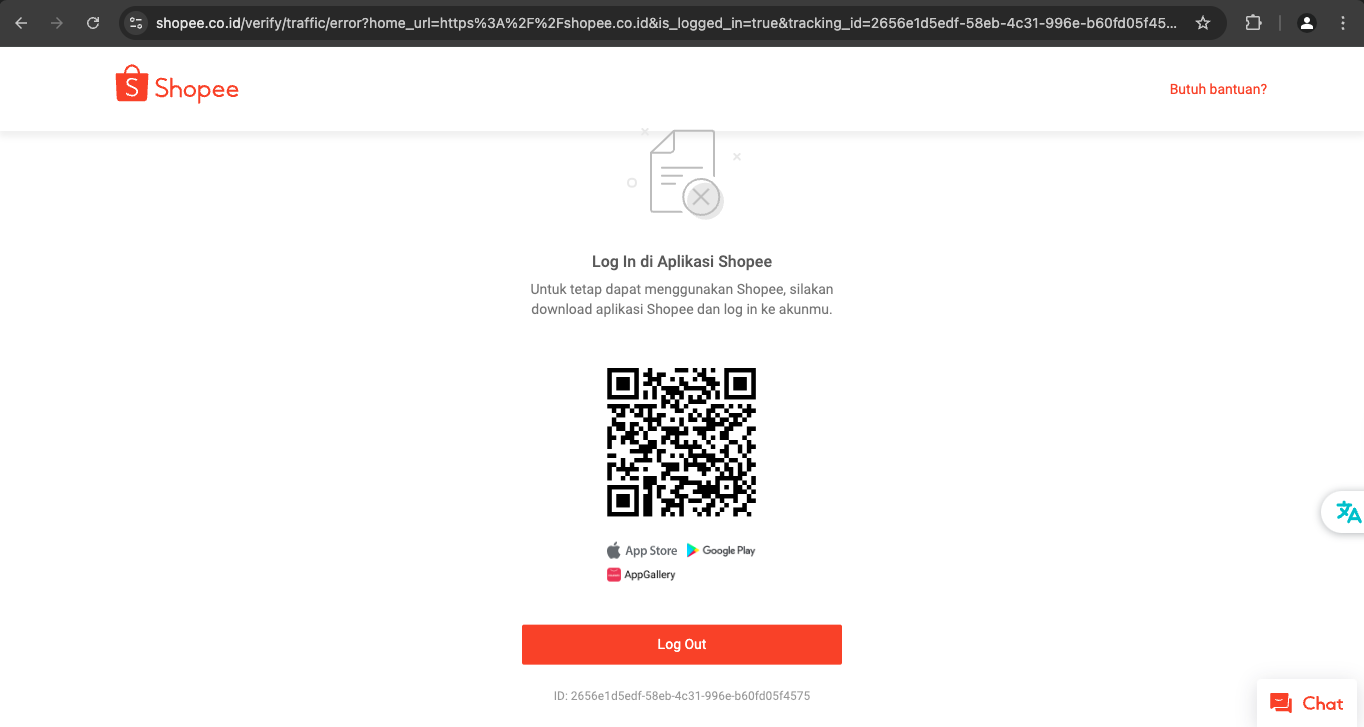 shopee.co.id/verify/traffic/error?home_url=https%3A%2F%2Fshopee.co.id&is_logged_in=true&tracking_id=2656e1d5edf-58eb-4c31-996e-b60fd05f45...
Shopee
Butuh bantuan?
Log In di Aplikasi Shopee
Untuk tetap dapat menggunakan Shopee, silakan
download aplikasi Shopee dan log in ke akunmu.
App Store Google Play
AppGallery
Log Out
ID: 2656e1d5edf-58eb-4c31-996e-b60fd05f4575
Chat